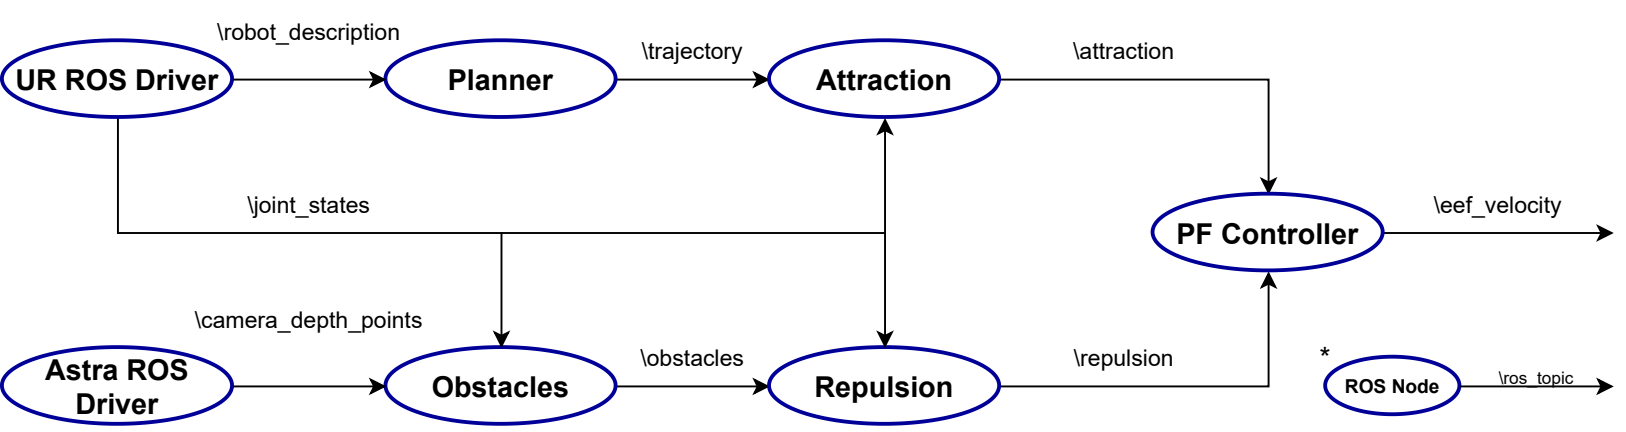 \robot_description
\trajectory
\attraction
UR ROS Driver
Planner
Attraction
\joint_states
\eef_velocity
PF Controller
\camera_depth_points
\obstacles
\repulsion
*
Astra ROS
Driver
Obstacles
Repulsion
ROS Node
\ros_topic